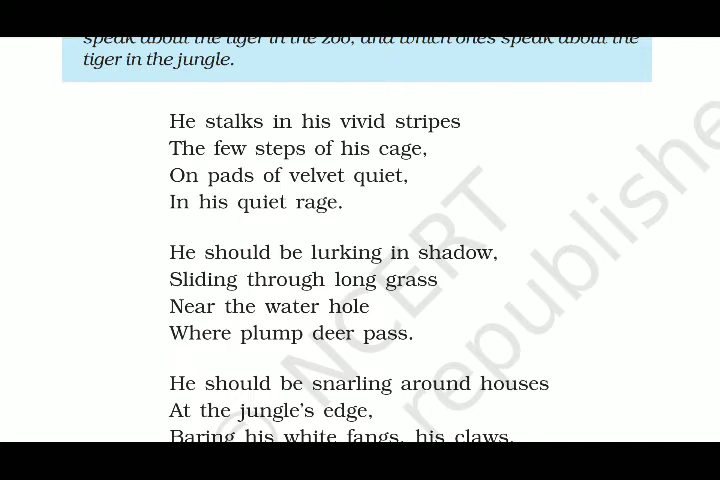 speak about the tiger in the zoo, and which ones speak about the
tiger in the jungle.
He stalks in his vivid stripes
The few steps of his cage,
On pads of velvet quiet,
In his quiet rage.
He should be lurking in shadow,
Sliding through long grass
Near the water hole
Where plump deer pass.
He should be snarling around houses
At the jungle's edge,
Baring his white fangs, his claws,
© NCERT
republishe